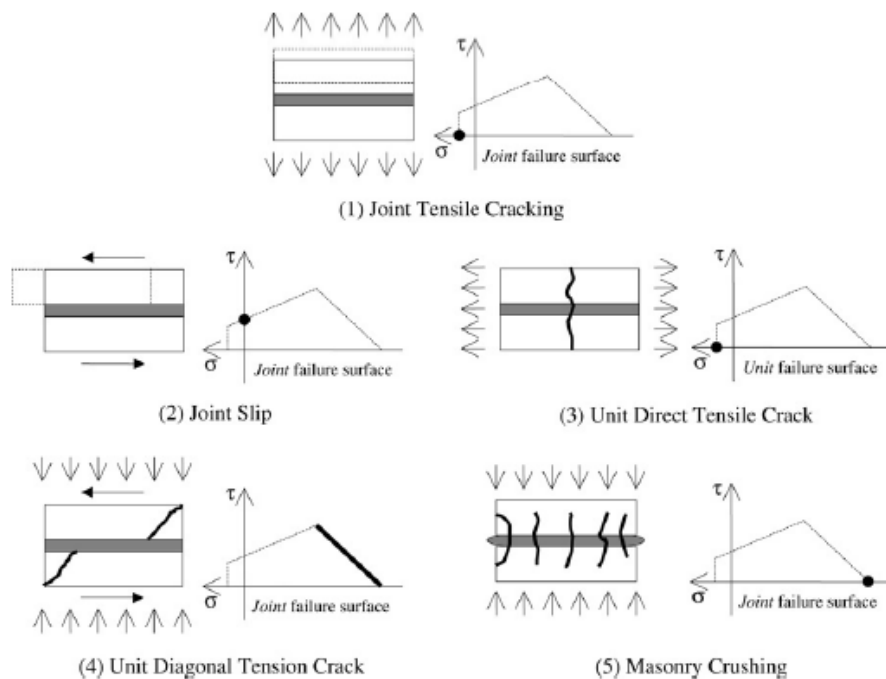 τ
σ
Joint failure surface
(1) Joint Tensile Cracking
τ
σ
Joint failure surface
(2) Joint Slip
τ
σ
Unit failure surface
(3) Unit Direct Tensile Crack
τ
σ
Joint failure surface
(4) Unit Diagonal Tension Crack
τ
σ
Joint failure surface
(5) Masonry Crushing